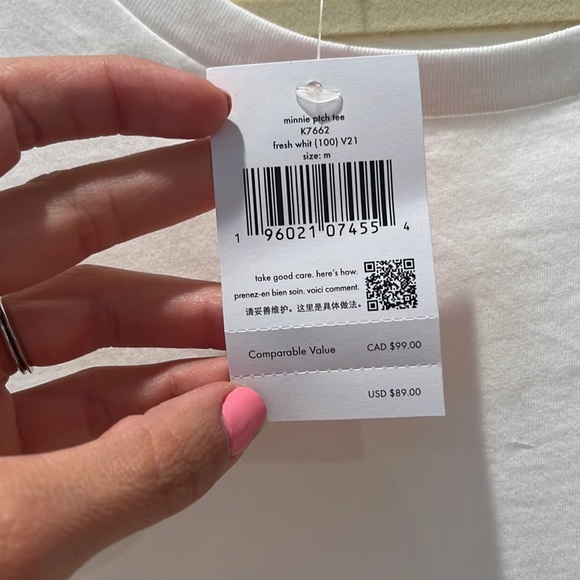 minnie ptch tee
K7662
fresh whit (100) V21
size: m
1 96021 07455 4
take good care. here's how.
prenez-en bien soin. voici comment.
请妥善维护。这里是具体做法。
Comparable Value CAD $99.00
USD $89.00